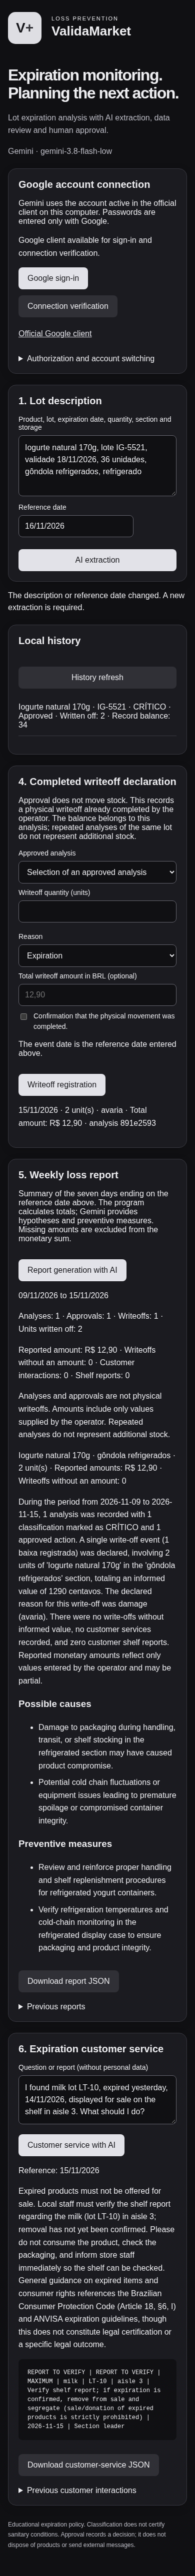 V+
LOSS PREVENTION
ValidaMarket
Expiration monitoring.
Planning the next action.
Lot expiration analysis with AI extraction, data
review and human approval.
Gemini · gemini-3.8-flash-low
Google account connection
Gemini uses the account active in the official
client on this computer. Passwords are
entered only with Google.
Google client available for sign-in and
connection verification.
Google sign-in
Connection verification
Official Google client
Authorization and account switching
1. Lot description
Product, lot, expiration date, quantity, section and
storage
Iogurte natural 170g, lote IG-5521,
validade 18/11/2026, 36 unidades,
gôndola refrigerados, refrigerado
Reference date
16/11/2026
AI extraction
The description or reference date changed. A new
extraction is required.
Local history
History refresh
Iogurte natural 170g · IG-5521 · CRÍTICO ·
Approved · Written off: 2 · Record balance:
34
4. Completed writeoff declaration
Approval does not move stock. This records
a physical writeoff already completed by the
operator. The balance belongs to this
analysis; repeated analyses of the same lot
do not represent additional stock.
Approved analysis
Selection of an approved analysis
Writeoff quantity (units)
Reason
Expiration
Total writeoff amount in BRL (optional)
12,90
Confirmation that the physical movement was
completed.
The event date is the reference date entered
above.
Writeoff registration
15/11/2026 · 2 unit(s) · avaria · Total
amount: R$ 12,90 · analysis 891e2593
5. Weekly loss report
Summary of the seven days ending on the
reference date above. The program
calculates totals; Gemini provides
hypotheses and preventive measures.
Missing amounts are excluded from the
monetary sum.
Report generation with AI
09/11/2026 to 15/11/2026
Analyses: 1 · Approvals: 1 · Writeoffs: 1 ·
Units written off: 2
Reported amount: R$ 12,90 · Writeoffs
without an amount: 0 · Customer
interactions: 0 · Shelf reports: 0
Analyses and approvals are not physical
writeoffs. Amounts include only values
supplied by the operator. Repeated
analyses do not represent additional stock.
Iogurte natural 170g · gôndola refrigerados ·
2 unit(s) · Reported amounts: R$ 12,90 ·
Writeoffs without an amount: 0
During the period from 2026-11-09 to 2026-
11-15, 1 analysis was recorded with 1
classification marked as CRÍTICO and 1
approved action. A single write-off event (1
baixa registrada) was declared, involving 2
units of 'Iogurte natural 170g' in the 'gôndola
refrigerados' section, totaling an informed
value of 1290 centavos. The declared
reason for this write-off was damage
(avaria). There were no write-offs without
informed value, no customer services
recorded, and zero customer shelf reports.
Reported monetary amounts reflect only
values entered by the operator and may be
partial.
Possible causes
• Damage to packaging during handling,
transit, or shelf stocking in the
refrigerated section may have caused
product compromise.
• Potential cold chain fluctuations or
equipment issues leading to premature
spoilage or compromised container
integrity.
Preventive measures
• Review and reinforce proper handling
and shelf replenishment procedures
for refrigerated yogurt containers.
• Verify refrigeration temperatures and
cold-chain monitoring in the
refrigerated display case to ensure
packaging and product integrity.
Download report JSON
Previous reports
6. Expiration customer service
Question or report (without personal data)
I found milk lot LT-10, expired yesterday,
14/11/2026, displayed for sale on the
shelf in aisle 3. What should I do?
Customer service with AI
Reference: 15/11/2026
Expired products must not be offered for
sale. Local staff must verify the shelf report
regarding the milk (lot LT-10) in aisle 3;
removal has not yet been confirmed. Please
do not consume the product, check the
packaging, and inform store staff
immediately so the shelf can be checked.
General guidance on expired items and
consumer rights references the Brazilian
Consumer Protection Code (Article 18, §6, I)
and ANVISA expiration guidelines, though
this does not constitute legal certification or
a specific legal outcome.
REPORT TO VERIFY | REPORT TO VERIFY |
MAXIMUM | milk | LT-10 | aisle 3 |
Verify shelf report; if expiration is
confirmed, remove from sale and
segregate (sale/donation of expired
products is strictly prohibited) |
2026-11-15 | Section leader
Download customer-service JSON
Previous customer interactions
Educational expiration policy. Classification does not certify
sanitary conditions. Approval records a decision; it does not
dispose of products or send external messages.